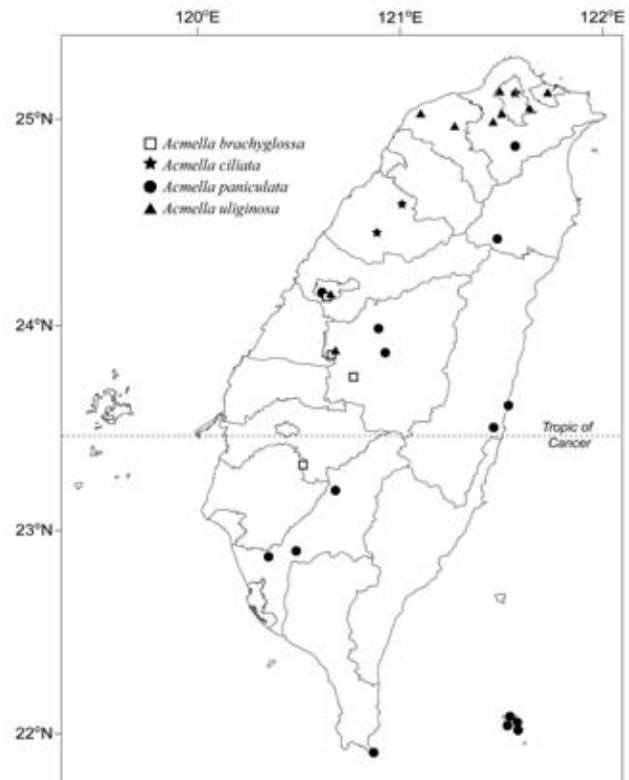 120°E 121°E 122°E
25°N
Acmella brachyglossa
Acmella ciliata
Acmella paniculata
Acmella uliginosa
24°N
Tropic of
Cancer
23°N
22°N